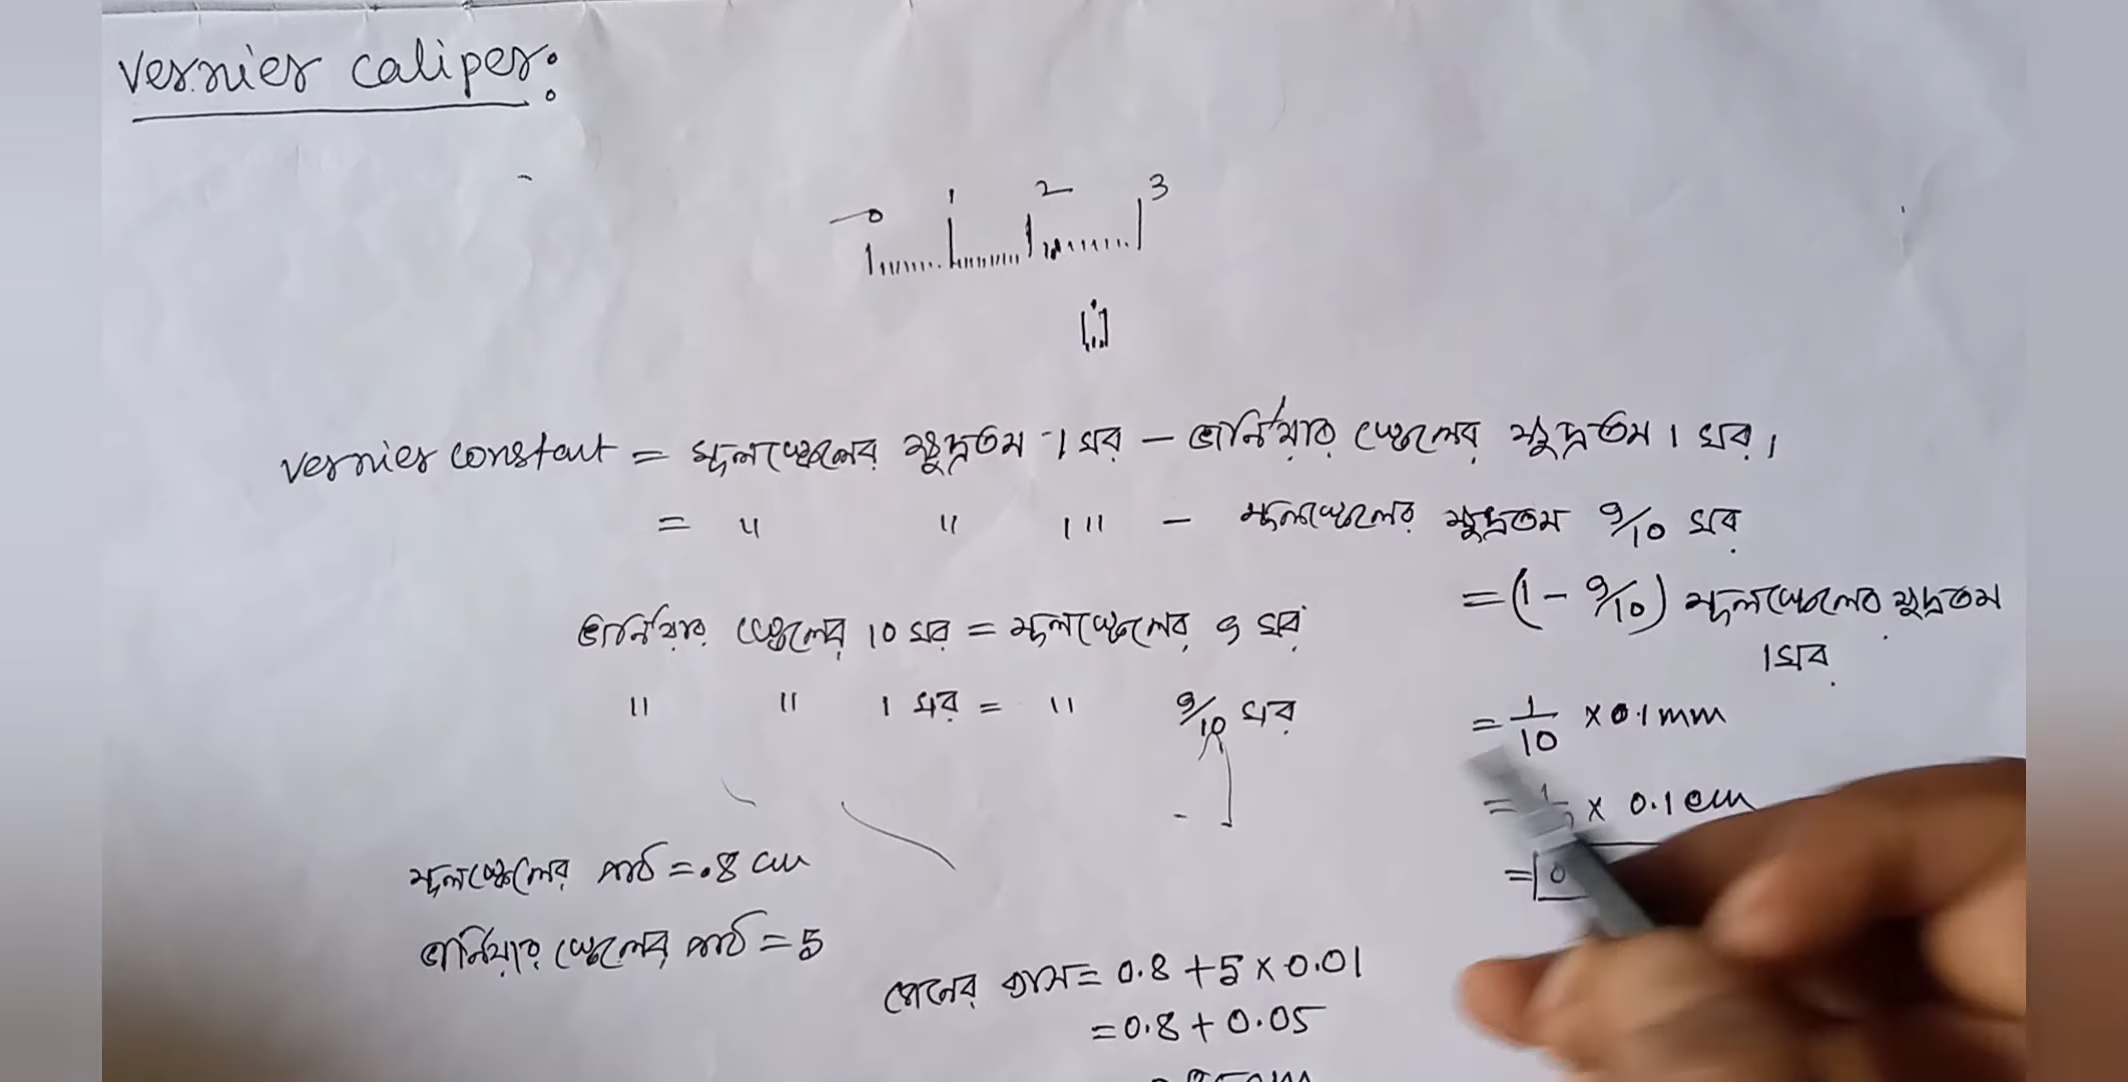 Vernier caliper:
0 1 2 3
vernier constant = মূলস্কেলের ক্ষুদ্রতম 1 ঘর - ভার্নিয়ার স্কেলের ক্ষুদ্রতম 1 ঘর।
= " " 1 " - মূলস্কেলের ক্ষুদ্রতম 9/10 ঘর
= (1 - 9/10) মূলস্কেলের ক্ষুদ্রতম
1 ঘর
ভার্নিয়ার স্কেলের 10 ঘর = মূলস্কেলের 9 ঘর
" " 1 ঘর = " 9/10 ঘর
= 1/10 × 0.1 mm
= × 0.1 cm
= 0
মূলস্কেলের পাঠ = .8 cm
ভার্নিয়ার স্কেলের পাঠ = 5
পেনের ব্যাস = 0.8 + 5 × 0.01
= 0.8 + 0.05